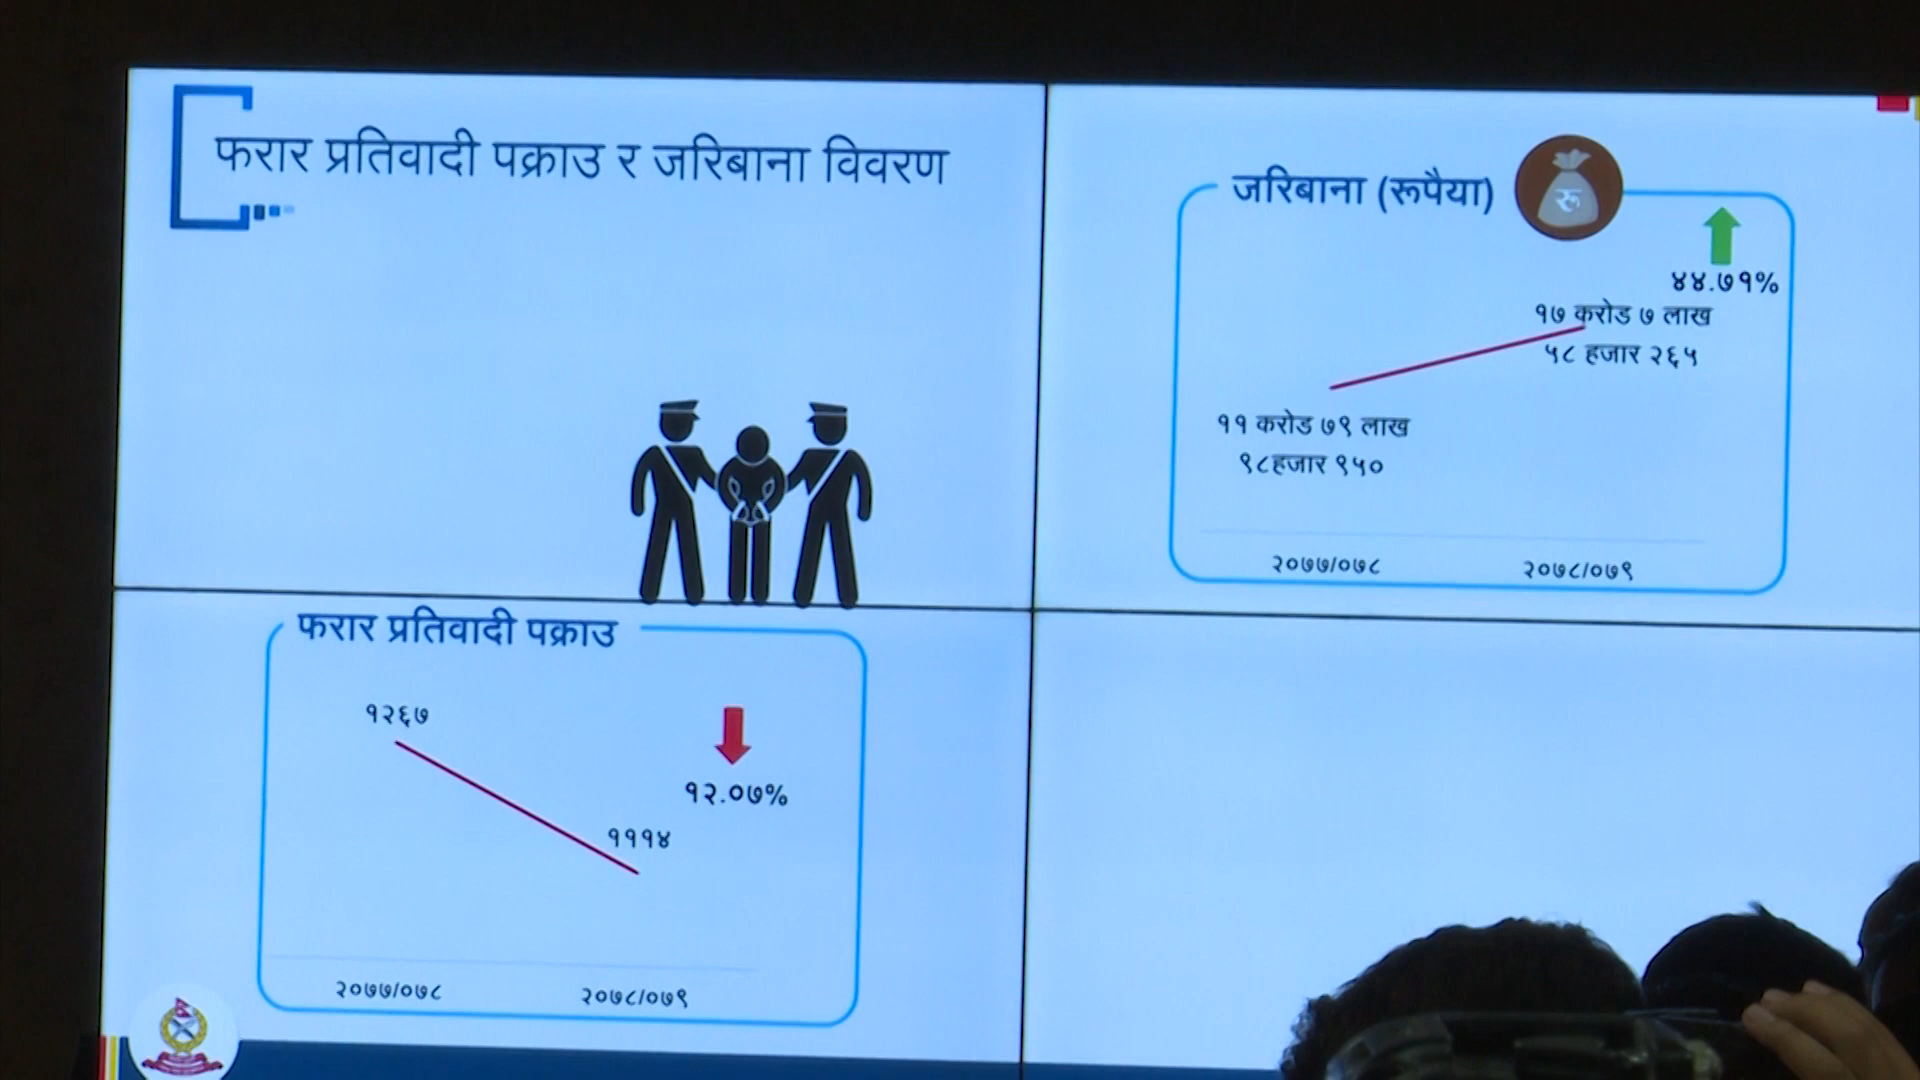 फरार प्रतिवादी पक्राउ र जरिबाना विवरण
जरिबाना (रूपैया)
रू
४४.७१%
१७ करोड ७ लाख
५८ हजार २६५
११ करोड ७९ लाख
९८हजार ९५०
२०७७/०७८
२०७८/०७९
फरार प्रतिवादी पक्राउ
१२६७
१११४
१२.०७%
२०७७/०७८
२०७८/०७९